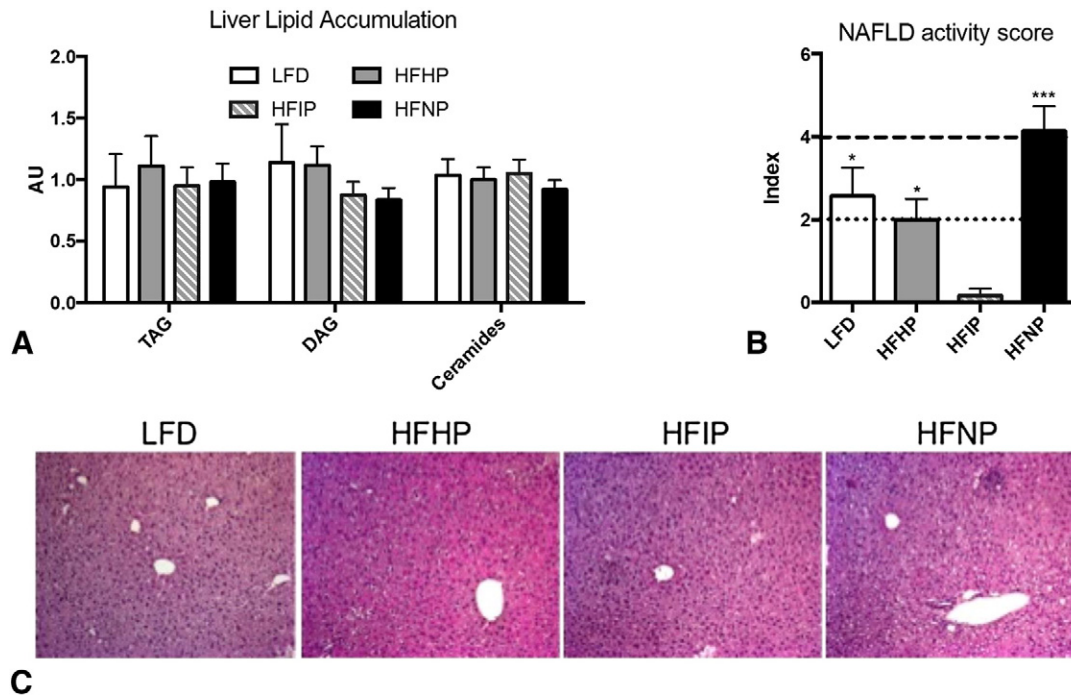 Liver Lipid Accumulation
2.0
1.5
1.0
0.5
0.0
AU
LFD
HFHP
HFIP
HFNP
TAG
DAG
Ceramides
A
NAFLD activity score
6
4
2
0
Index
*
*
***
LFD
HFHP
HFIP
HFNP
B
LFD
HFHP
HFIP
HFNP
C